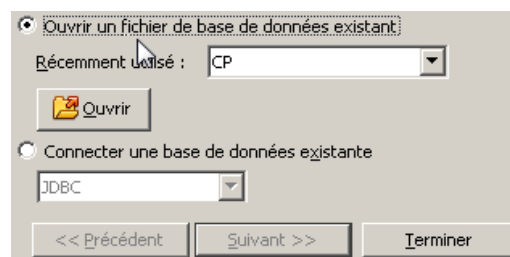 Ouvrir un fichier de base de données existant
Récemment utilisé : CP
Ouvrir
Connecter une base de données existante
JDBC
<< Précédent Suivant >> Terminer